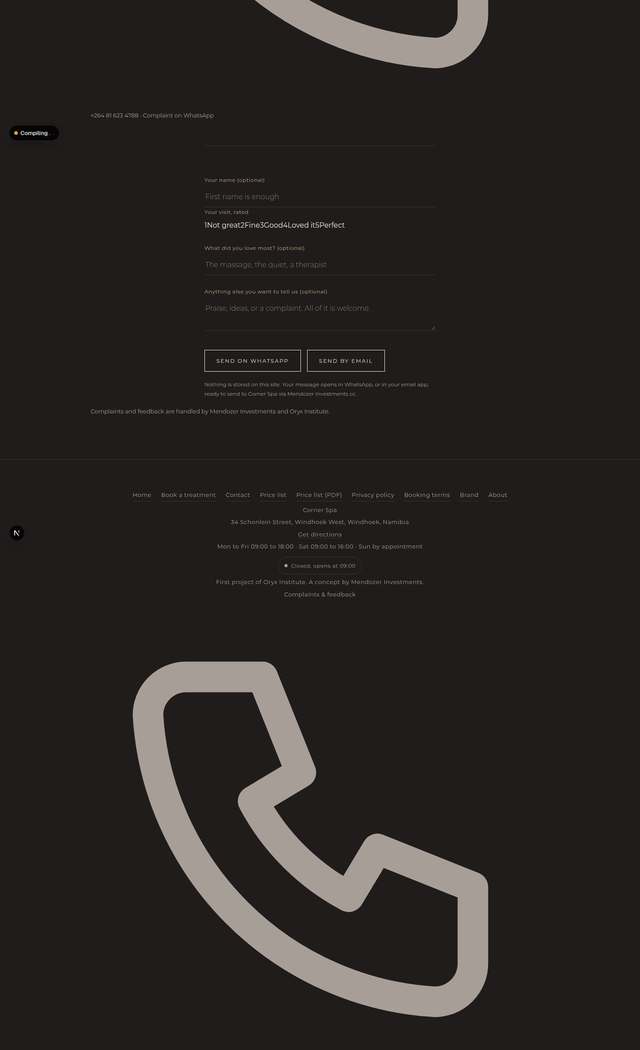 +264 81 623 4788 · Complaint on WhatsApp
Compiling
Your name (optional)
First name is enough
Your visit, rated
1Not great2Fine3Good4Loved it5Perfect
What did you love most? (optional)
The massage, the quiet, a therapist
Anything else you want to tell us (optional)
Praise, ideas, or a complaint. All of it is welcome.
SEND ON WHATSAPP
SEND BY EMAIL
Nothing is stored on this site. Your message opens in WhatsApp, or in your email app,
ready to send to Corner Spa via Mendozer Investments cc.
Complaints and feedback are handled by Mendozer Investments and Oryx Institute.
Home Book a treatment Contact Price list Price list (PDF) Privacy policy Booking terms Brand About
Corner Spa
34 Schonlein Street, Windhoek West, Windhoek, Namibia
Get directions
N
Mon to Fri 09:00 to 18:00 · Sat 09:00 to 16:00 · Sun by appointment
Closed, opens at 09:00
First project of Oryx Institute. A concept by Mendozer Investments.
Complaints & feedback